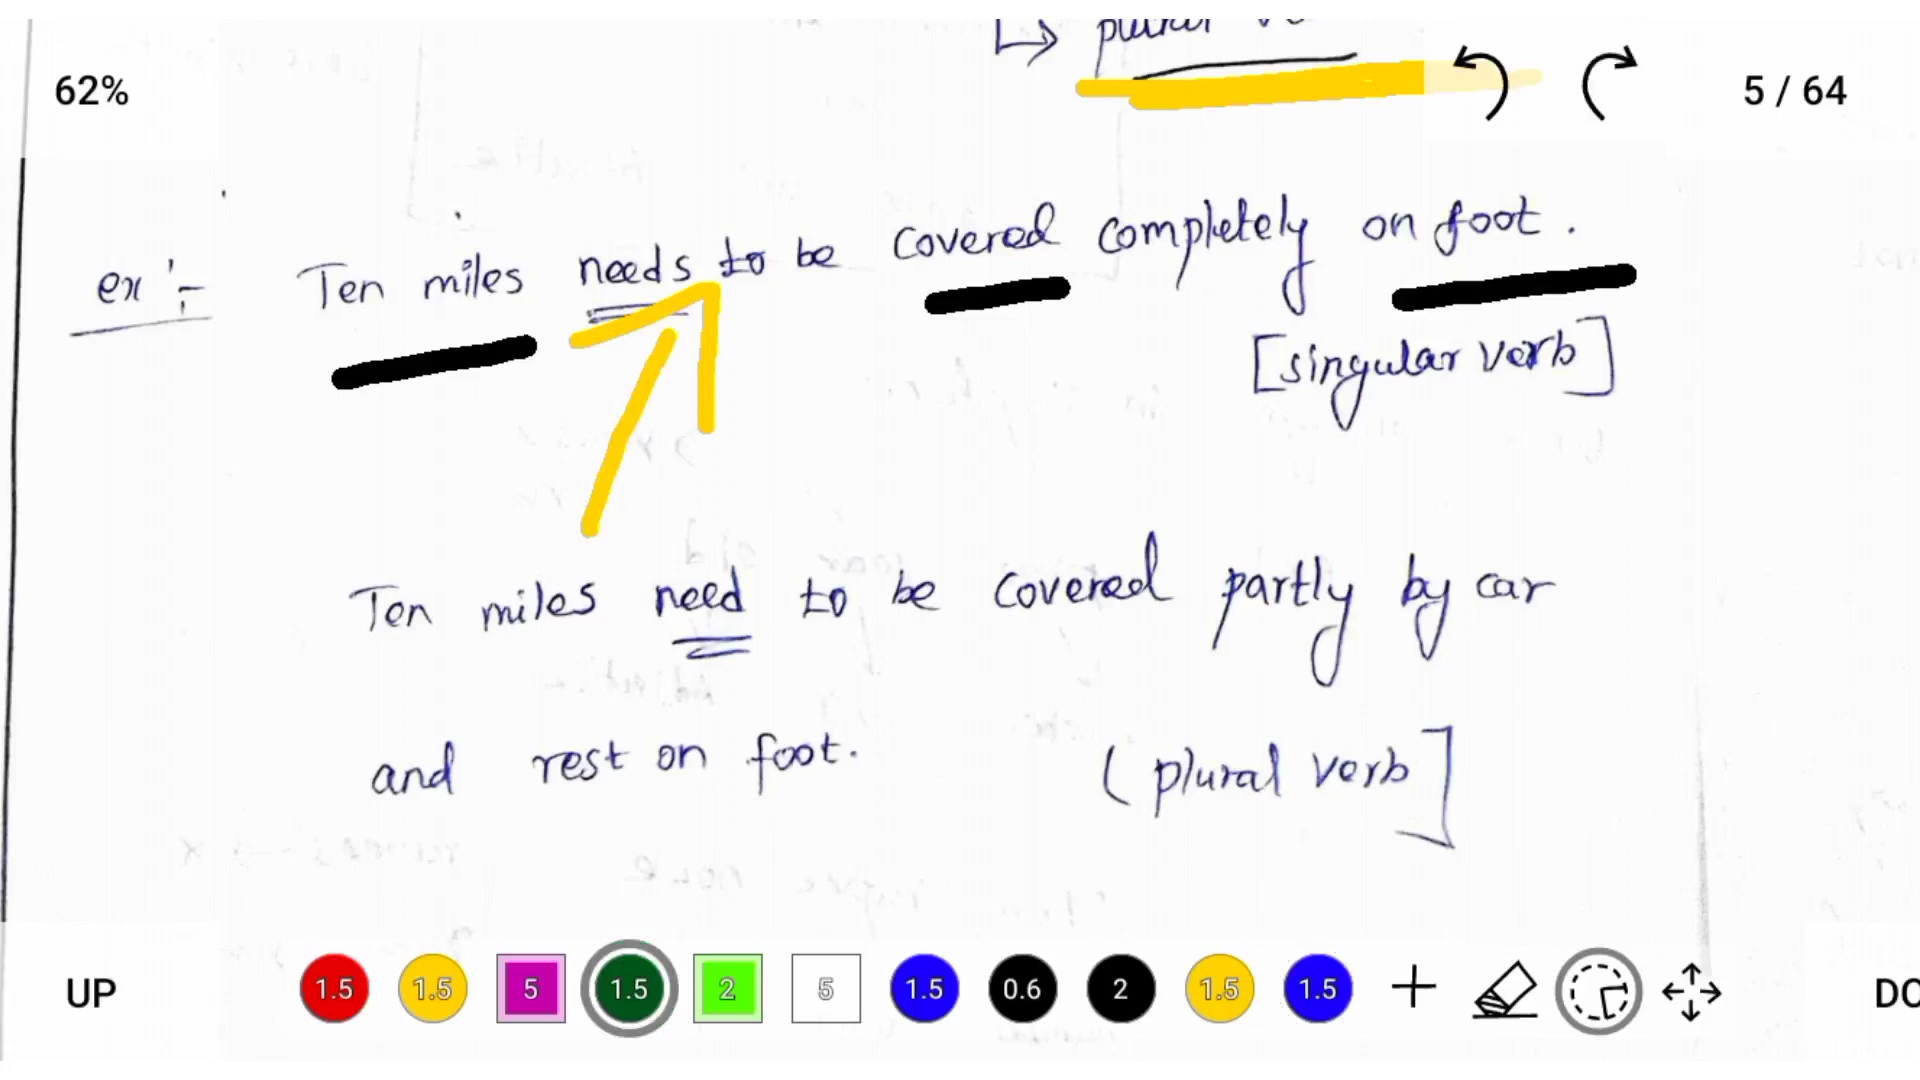 plural
62%
5 / 64
ex :- Ten miles needs to be covered completely on foot.
[singular verb]
Ten miles need to be covered partly by car
and rest on foot. (plural verb]
UP 1.5 1.5 5 1.5 2 5 1.5 0.6 2 1.5 1.5 DO